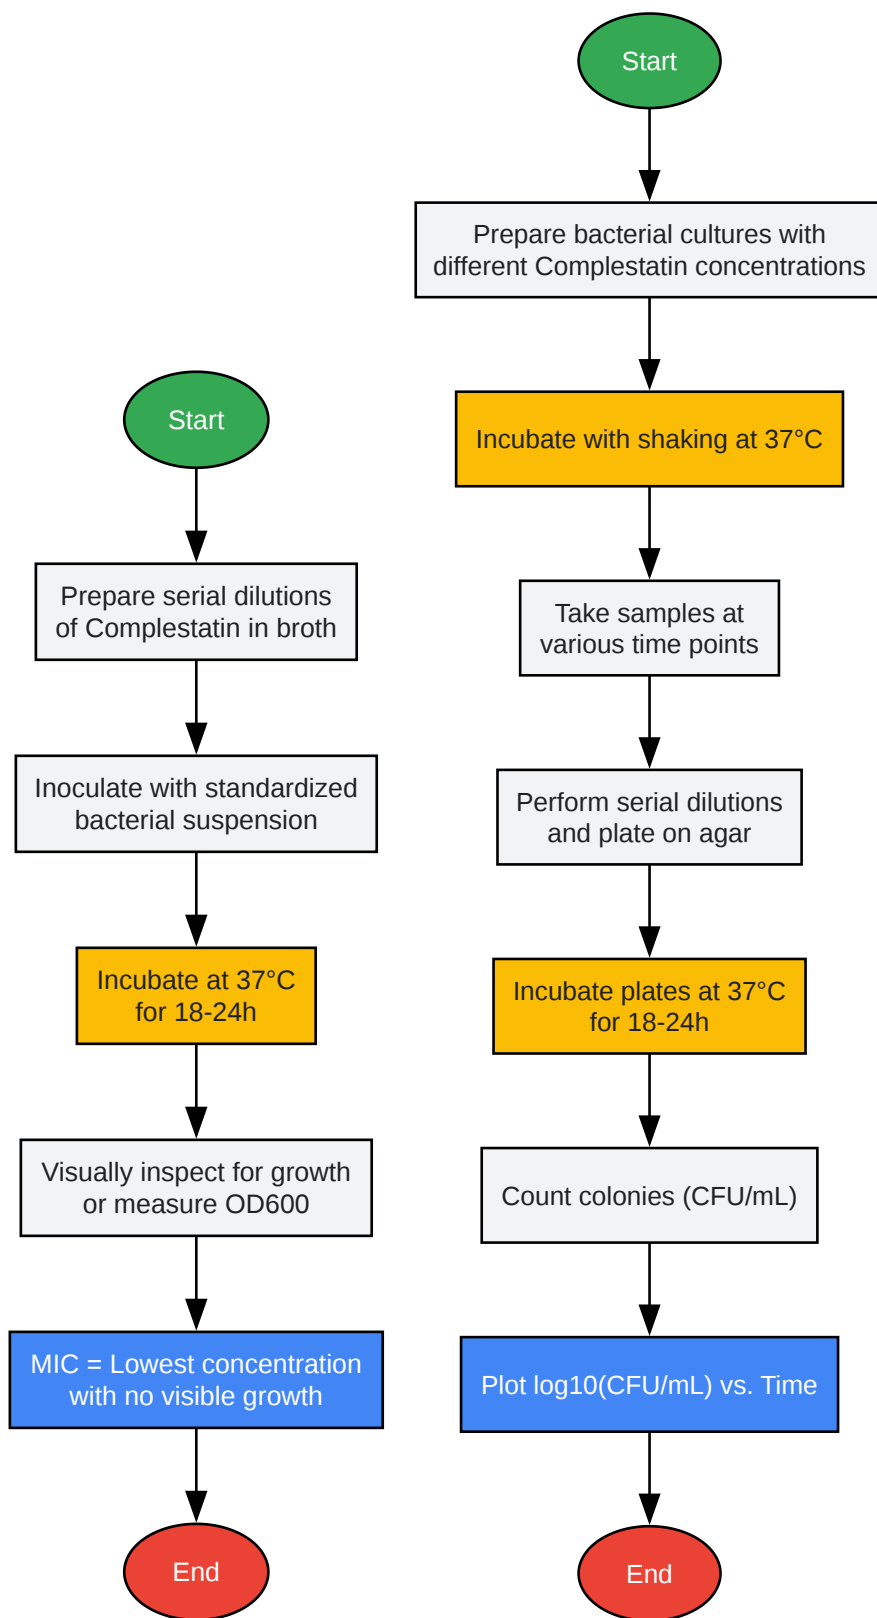 Start
Prepare serial dilutions
of Complestatin in broth
Inoculate with standardized
bacterial suspension
Incubate at 37°C
for 18-24h
Visually inspect for growth
or measure OD600
MIC = Lowest concentration
with no visible growth
End
Start
Prepare bacterial cultures with
different Complestatin concentrations
Incubate with shaking at 37°C
Take samples at
various time points
Perform serial dilutions
and plate on agar
Incubate plates at 37°C
for 18-24h
Count colonies (CFU/mL)
Plot log10(CFU/mL) vs. Time
End